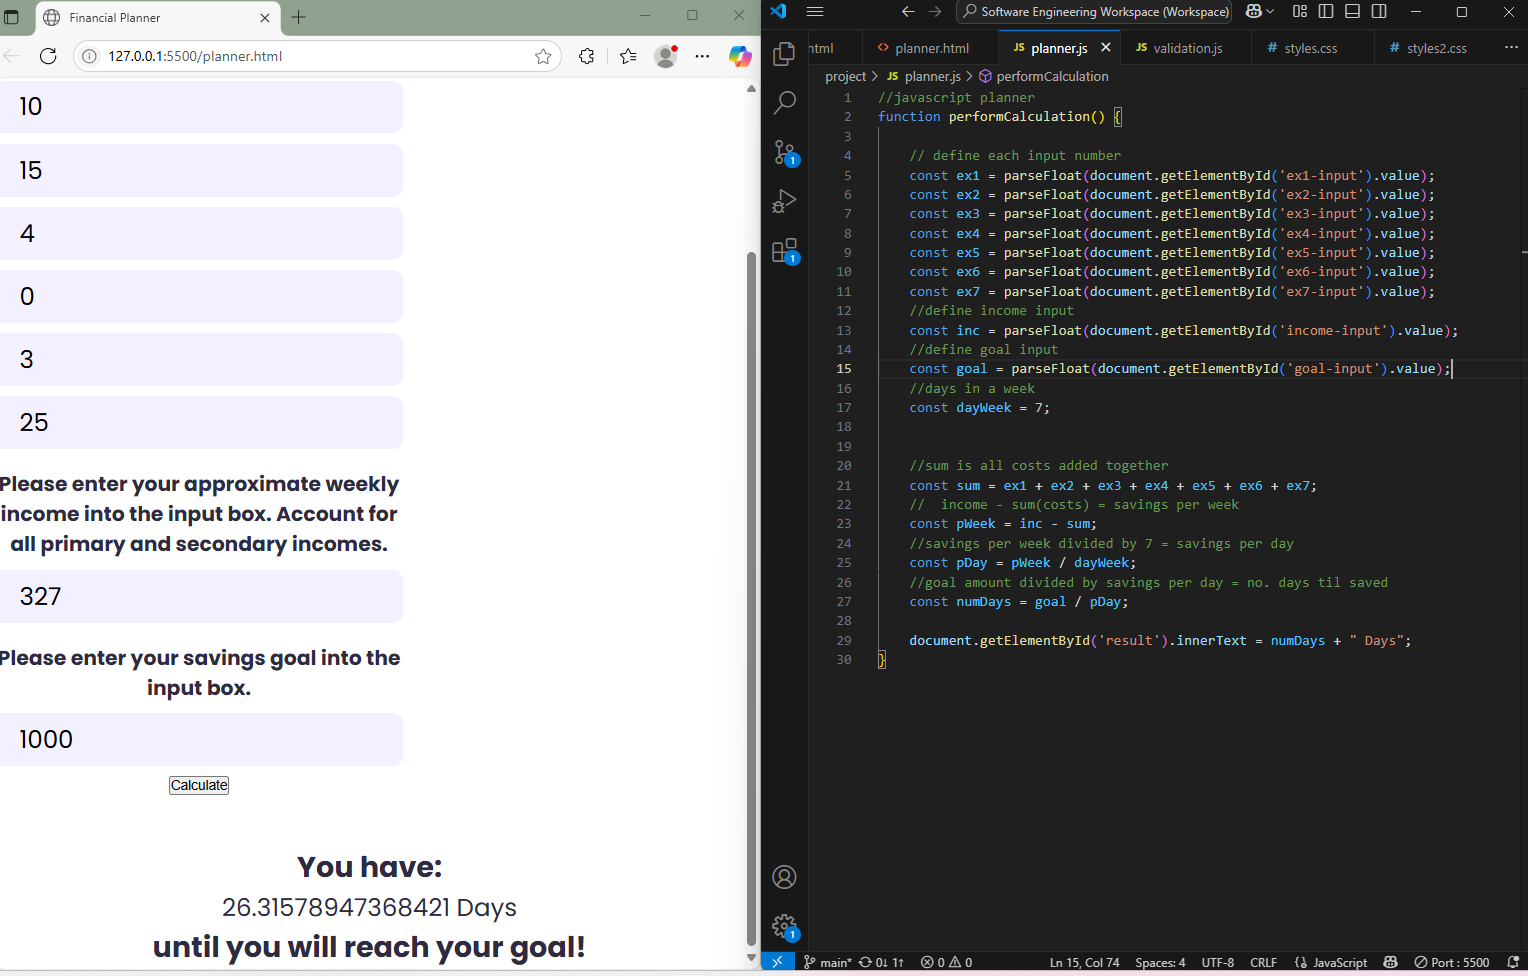 Financial Planner
127.0.0.1:5500/planner.html
10
15
4
0
3
25
Please enter your approximate weekly
income into the input box. Account for
all primary and secondary incomes.
327
Please enter your savings goal into the
input box.
1000
Calculate
You have:
26.31578947368421 Days
until you will reach your goal!
Software Engineering Workspace (Workspace)
html
<> planner.html
JS planner.js
JS validation.js
# styles.css
# styles2.css
...
project > JS planner.js > performCalculation
1 //javascript planner
2 function performCalculation() {
3
4 // define each input number
5 const ex1 = parseFloat(document.getElementById('ex1-input').value);
6 const ex2 = parseFloat(document.getElementById('ex2-input').value);
7 const ex3 = parseFloat(document.getElementById('ex3-input').value);
8 const ex4 = parseFloat(document.getElementById('ex4-input').value);
9 const ex5 = parseFloat(document.getElementById('ex5-input').value);
10 const ex6 = parseFloat(document.getElementById('ex6-input').value);
11 const ex7 = parseFloat(document.getElementById('ex7-input').value);
12 //define income input
13 const inc = parseFloat(document.getElementById('income-input').value);
14 //define goal input
15 const goal = parseFloat(document.getElementById('goal-input').value);
16 //days in a week
17 const dayWeek = 7;
18
19
20 //sum is all costs added together
21 const sum = ex1 + ex2 + ex3 + ex4 + ex5 + ex6 + ex7;
22 //  income - sum(costs) = savings per week
23 const pWeek = inc - sum;
24 //savings per week divided by 7 = savings per day
25 const pDay = pWeek / dayWeek;
26 //goal amount divided by savings per day = no. days til saved
27 const numDays = goal / pDay;
28
29 document.getElementById('result').innerText = numDays + " Days";
30 }
1
1
1
main* 0↓ 1↑ 0 0 Ln 15, Col 74 Spaces: 4 UTF-8 CRLF {} JavaScript Port : 5500